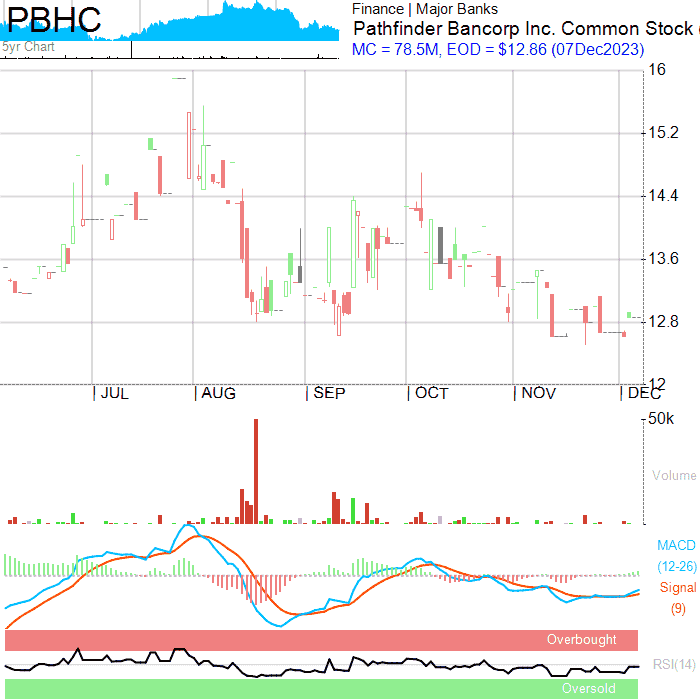 PBHC
Finance | Major Banks
Pathfinder Bancorp Inc. Common Stock (
5yr Chart
MC = 78.5M, EOD = $12.86 (07Dec2023)
16
15.2
14.4
13.6
12.8
12
| JUL | AUG | SEP | OCT | NOV | DEC
50k
Volume
MACD
(12-26)
Signal
(9)
Overbought
RSI(14)
Oversold